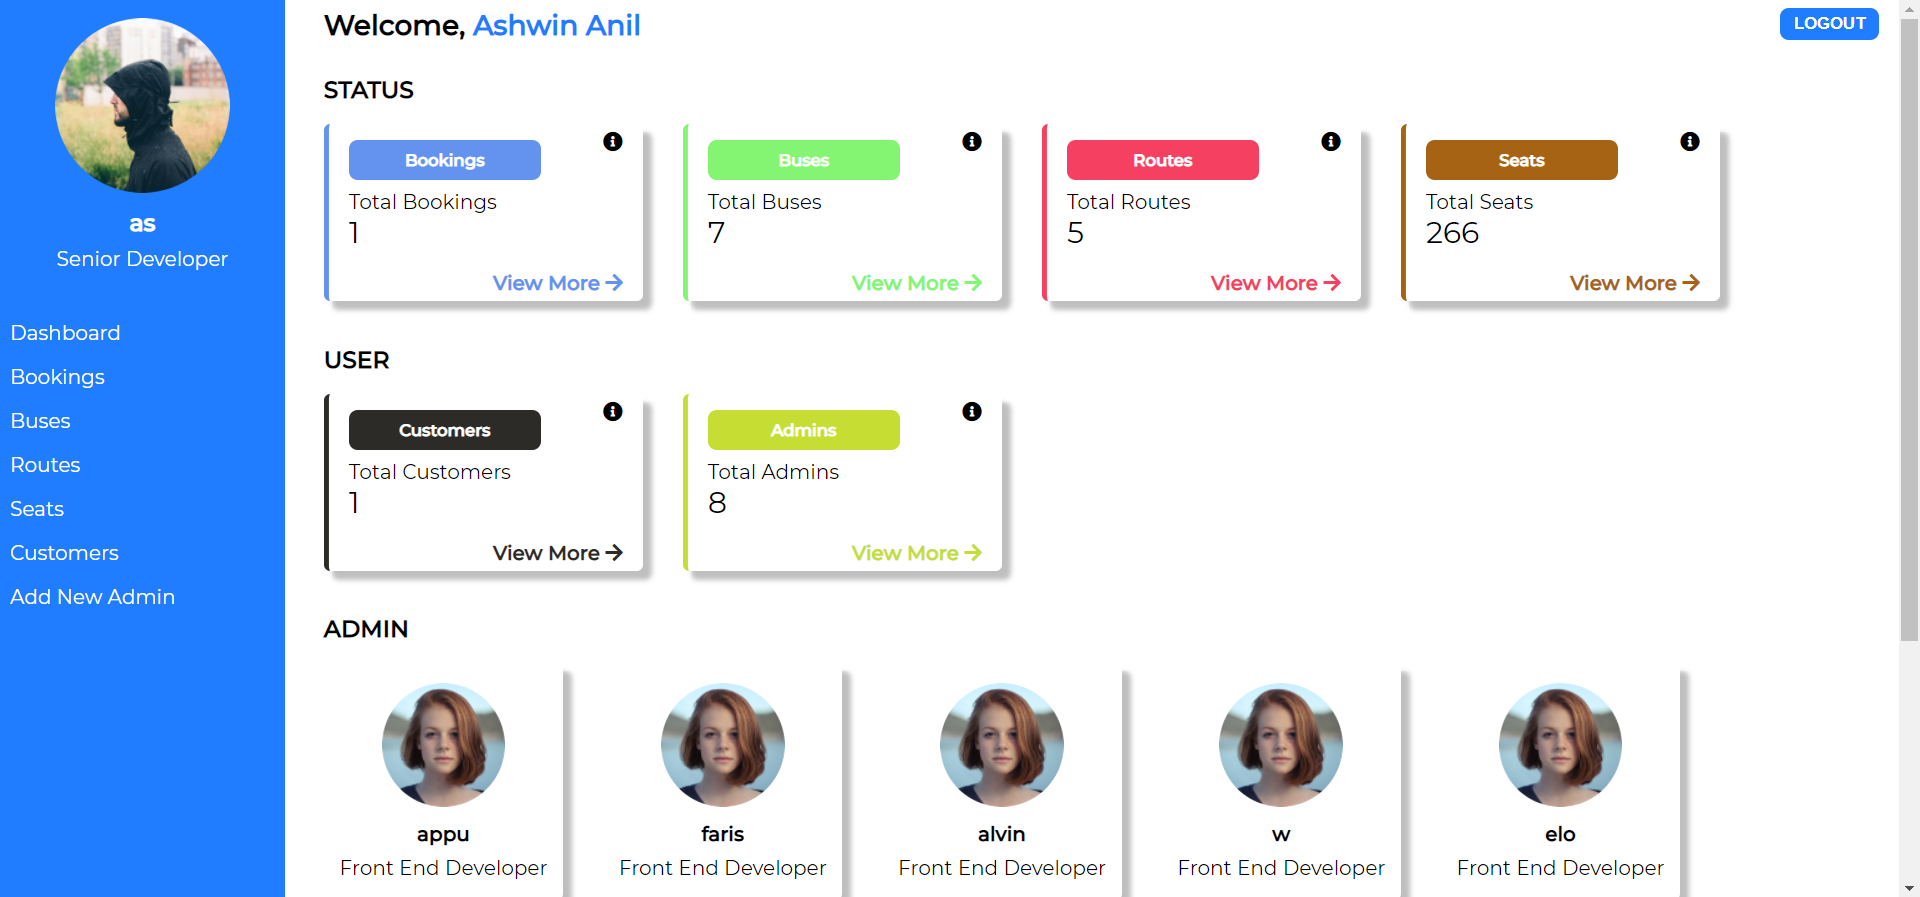 as
Senior Developer
Dashboard
Bookings
Buses
Routes
Seats
Customers
Add New Admin
Welcome, Ashwin Anil
LOGOUT
STATUS
Bookings
Total Bookings
1
View More
Buses
Total Buses
7
View More
Routes
Total Routes
5
View More
Seats
Total Seats
266
View More
USER
Customers
Total Customers
1
View More
Admins
Total Admins
8
View More
ADMIN
appu
Front End Developer
faris
Front End Developer
alvin
Front End Developer
w
Front End Developer
elo
Front End Developer